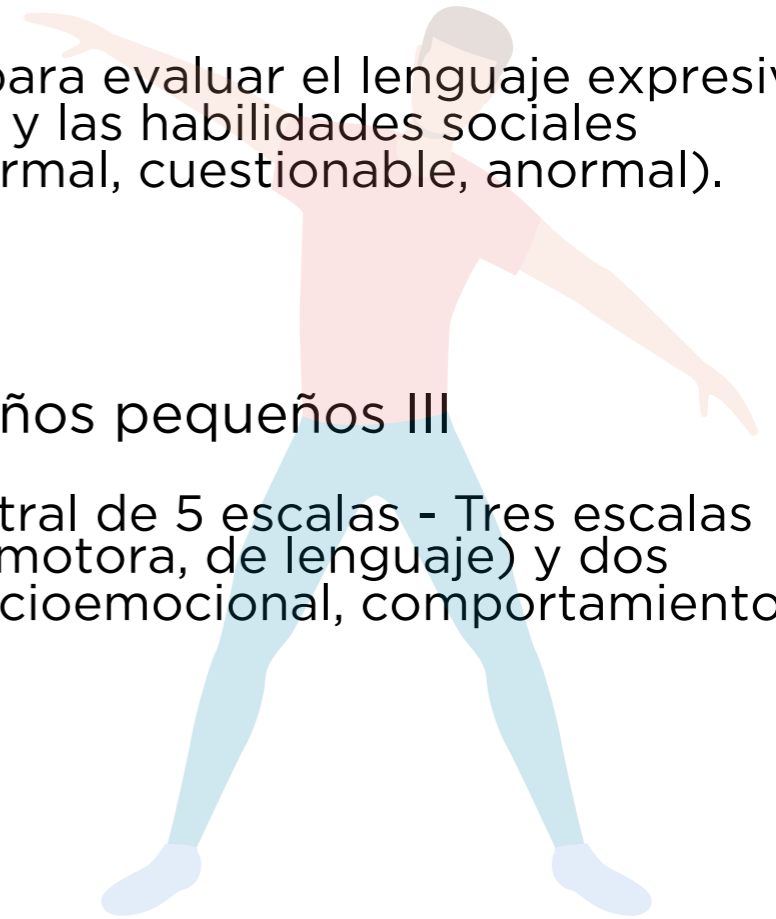 para evaluar el lenguaje expresiv
y las habilidades sociales
rmal, cuestionable, anormal).
ños pequeños III
tral de 5 escalas - Tres escalas
motora, de lenguaje) y dos
cioemocional, comportamiento